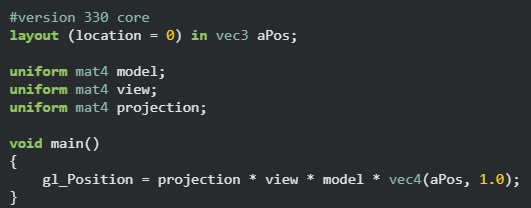 #version 330 core
layout (location = 0) in vec3 aPos;
uniform mat4 model;
uniform mat4 view;
uniform mat4 projection;
void main()
{
gl_Position = projection * view * model * vec4(aPos, 1.0);
}